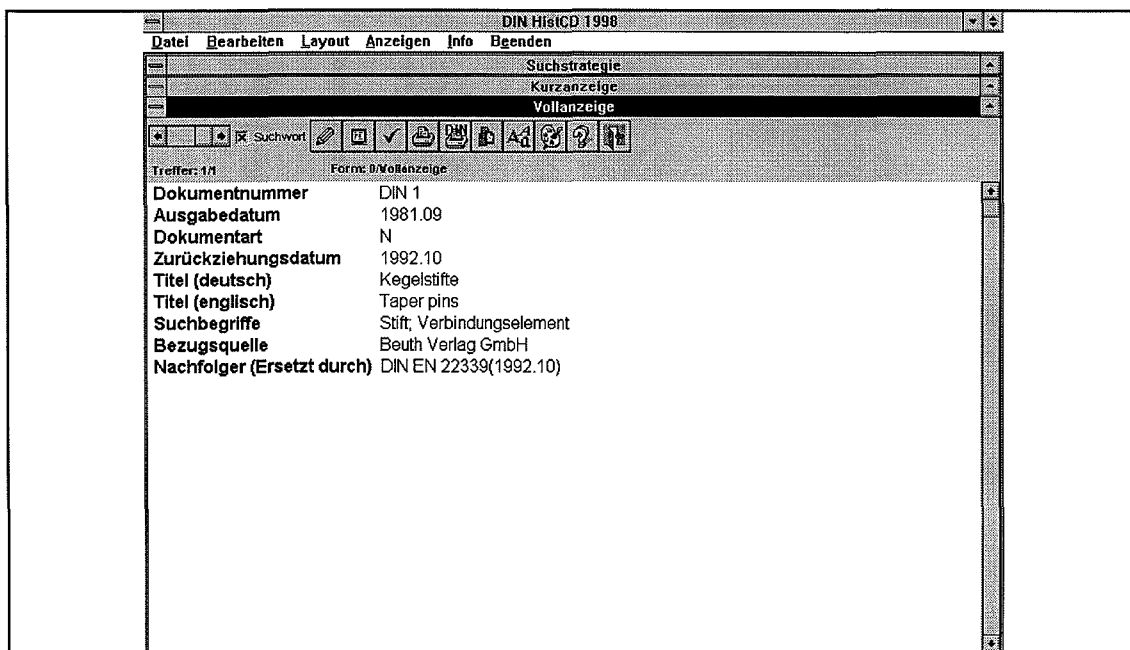 DIN HistCD 1998
Datei Bearbeiten Layout Anzeigen Info Beenden
Suchstrategie
Kurzanzeige
Vollanzeige
Suchwort
DIN
Treffer: 1/1 Form: 0/Vollanzeige
Dokumentnummer DIN 1
Ausgabedatum 1981.09
Dokumentart N
Zurückziehungsdatum 1992.10
Titel (deutsch) Kegelstifte
Titel (englisch) Taper pins
Suchbegriffe Stift; Verbindungselement
Bezugsquelle Beuth Verlag GmbH
Nachfolger (Ersetzt durch) DIN EN 22339(1992.10)